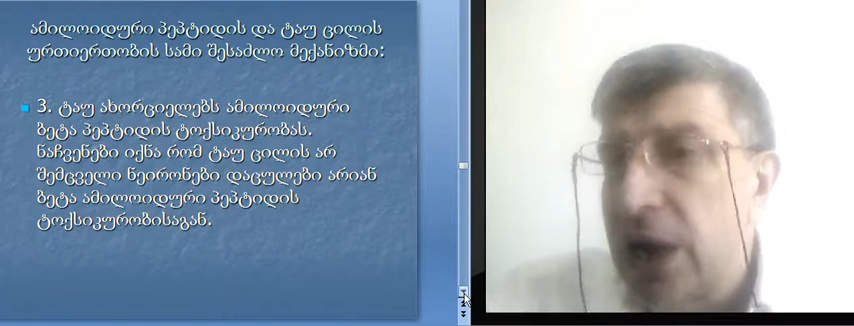 ამილოიდური პეპტიდის და ტაუ ცილის
ურთიერთობის სამი შესაძლო მექანიზმი:
3. ტაუ ახორციელებს ამილოიდური
ბეტა პეპტიდის ტოქსიკურობას.
ნაჩვენები იქნა რომ ტაუ ცილის არ
შემცველი ნეირონები დაცულები არიან
ბეტა ამილოიდური პეპტიდის
ტოქსიკურობისაგან.